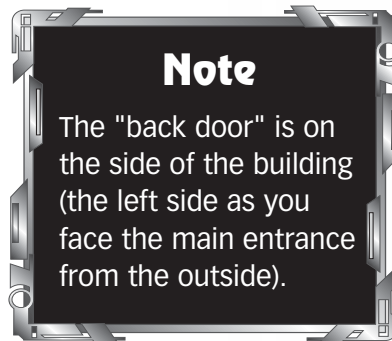 Note
The "back door" is on
the side of the building
(the left side as you
face the main entrance
from the outside).